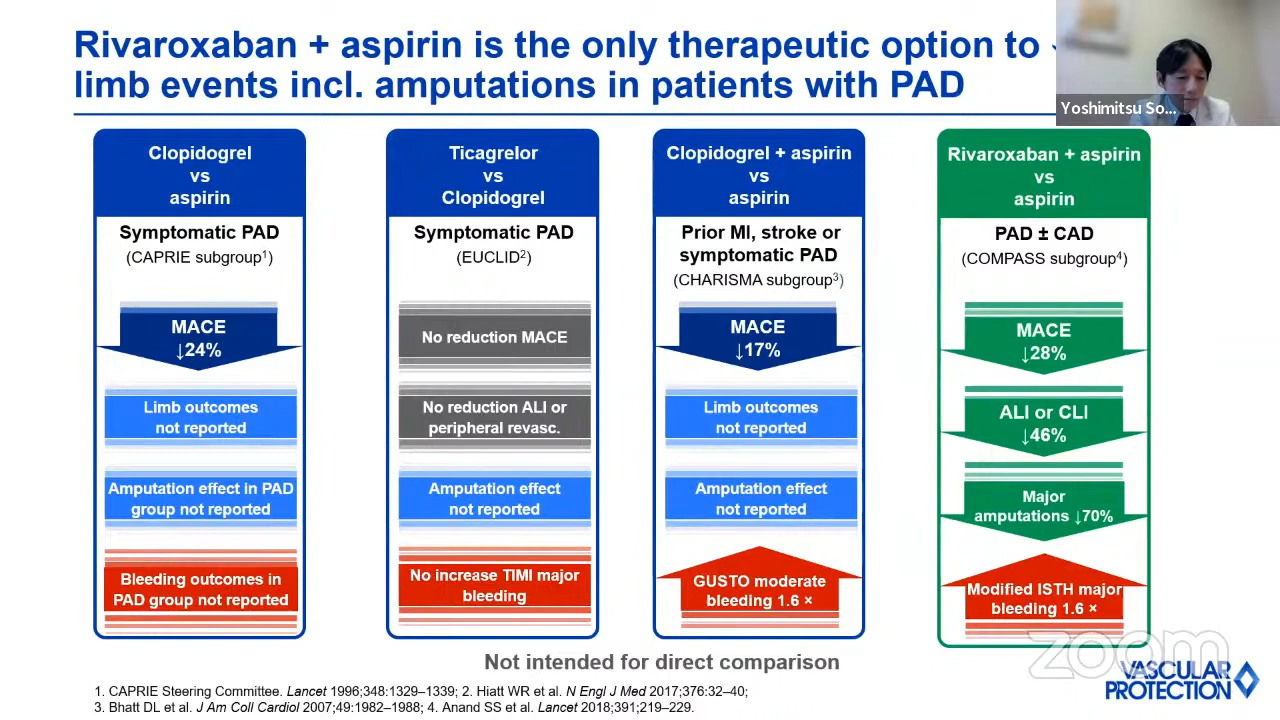 Rivaroxaban + aspirin is the only therapeutic option to
limb events incl. amputations in patients with PAD
Yoshimitsu So...
Clopidogrel
vs
aspirin
Symptomatic PAD
(CAPRIE subgroup¹)
MACE
↓24%
Limb outcomes
not reported
Amputation effect in PAD
group not reported
Bleeding outcomes in
PAD group not reported
Ticagrelor
vs
Clopidogrel
Symptomatic PAD
(EUCLID²)
No reduction MACE
No reduction ALI or
peripheral revasc.
Amputation effect
not reported
No increase TIMI major
bleeding
Clopidogrel + aspirin
vs
aspirin
Prior MI, stroke or
symptomatic PAD
(CHARISMA subgroup³)
MACE
↓17%
Limb outcomes
not reported
Amputation effect
not reported
GUSTO moderate
bleeding 1.6 ×
Rivaroxaban + aspirin
vs
aspirin
PAD ± CAD
(COMPASS subgroup⁴)
MACE
↓28%
ALI or CLI
↓46%
Major
amputations ↓70%
Modified ISTH major
bleeding 1.6 ×
Not intended for direct comparison
zoom
VASCULAR
PROTECTION
1. CAPRIE Steering Committee. Lancet 1996;348:1329–1339; 2. Hiatt WR et al. N Engl J Med 2017;376:32–40;
3. Bhatt DL et al. J Am Coll Cardiol 2007;49:1982–1988; 4. Anand SS et al. Lancet 2018;391:219–229.